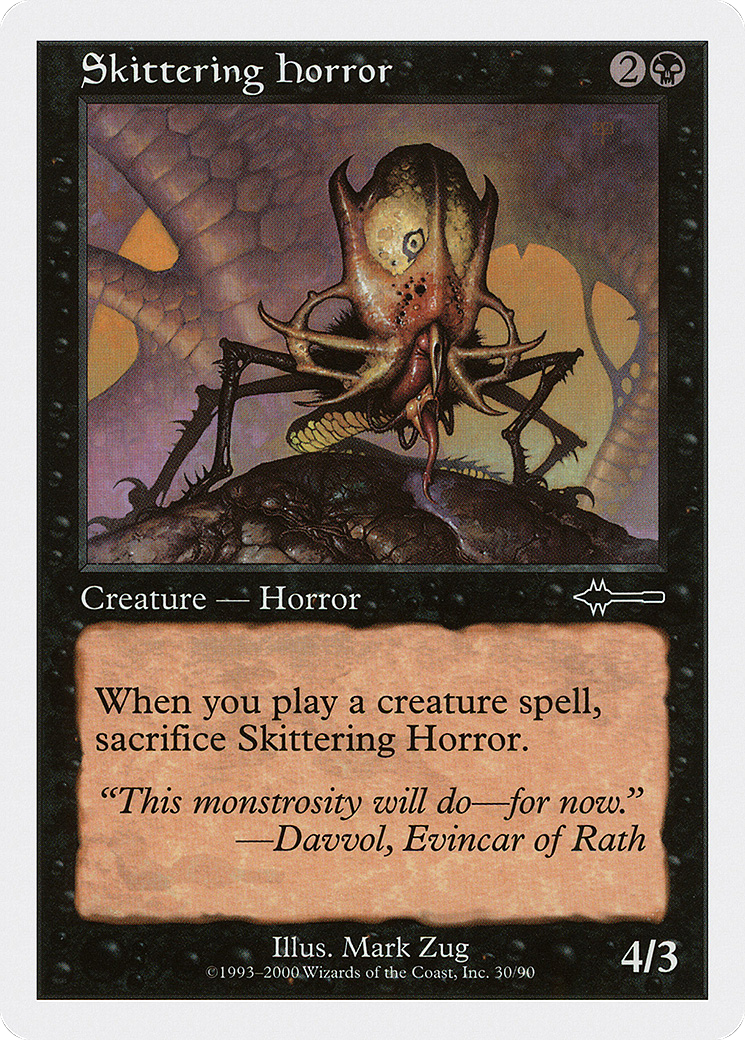 Skittering Horror
2
Creature — Horror
When you play a creature spell,
sacrifice Skittering Horror.
“This monstrosity will do—for now.”
—Davvol, Evincar of Rath
Illus. Mark Zug
©1993–2000 Wizards of the Coast, Inc. 30/90
4/3